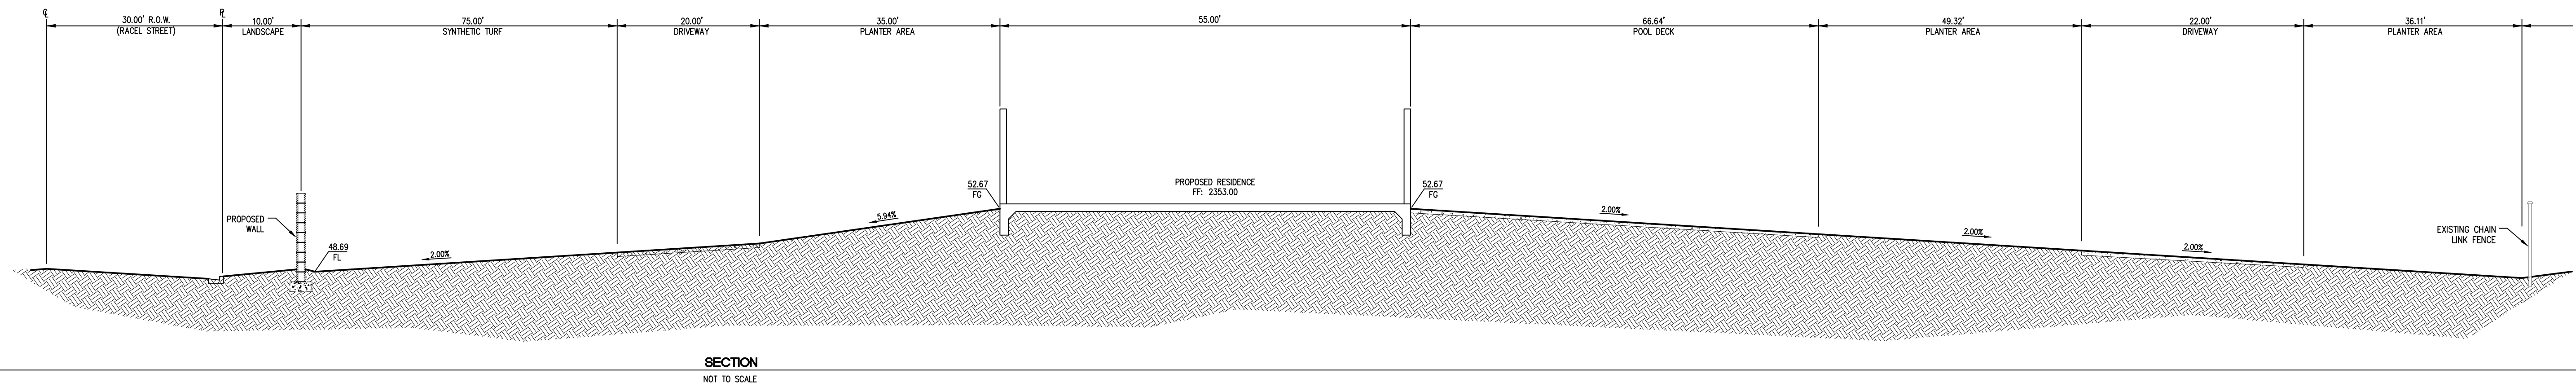 ℄
30.00' R.O.W.
(RACEL STREET)
℄
10.00'
LANDSCAPE
75.00'
SYNTHETIC TURF
20.00'
DRIVEWAY
35.00'
PLANTER AREA
55.00'
66.64'
POOL DECK
49.32'
PLANTER AREA
22.00'
DRIVEWAY
36.11'
PLANTER AREA
PROPOSED
WALL
48.69
FL
2.00%
5.94%
52.67
FG
PROPOSED RESIDENCE
FF: 2353.00
52.67
FG
2.00%
2.00%
2.00%
EXISTING CHAIN
LINK FENCE
SECTION
NOT TO SCALE